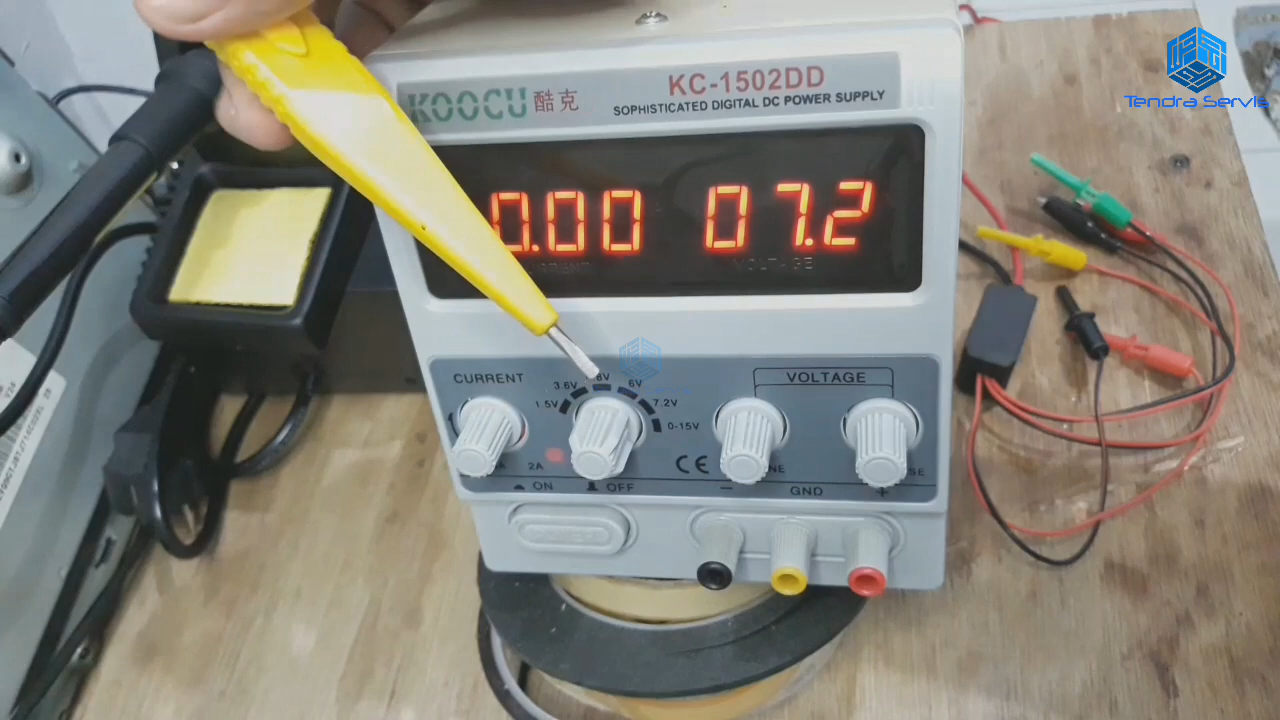 Tendra Servis
KOOCU 酷克
KC-1502DD
SOPHISTICATED DIGITAL DC POWER SUPPLY
0.00 07.2
VOLTAGE
CURRENT
3.6V
6V
1.5V
7.2V
0-15V
VOLTAGE
2A
CE
ON
OFF
-
GND
+